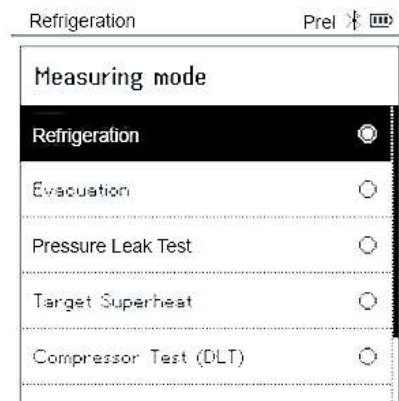 Refrigeration Prel
Measuring mode
Refrigeration
Evacuation
Pressure Leak Test
Target Superheat
Compressor Test (DLT)